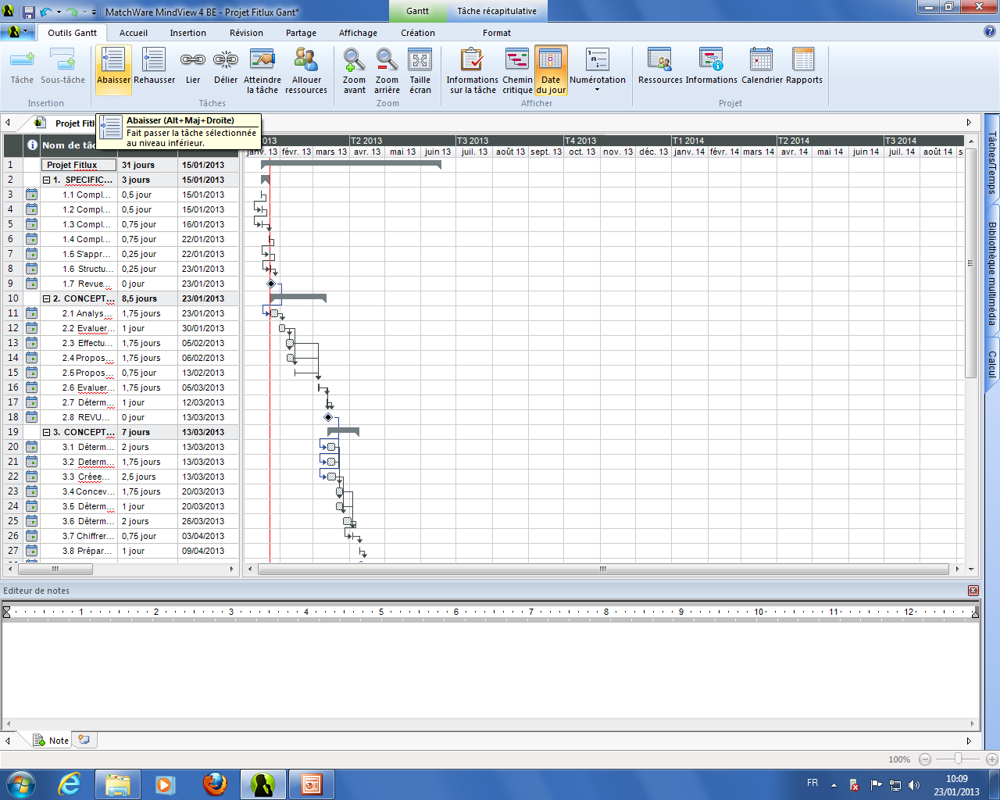 MatchWare MindView 4 BE - Projet Fitlux Gant*
Gantt
Tâche récapitulative
Outils Gantt
Accueil
Insertion
Révision
Partage
Affichage
Création
Format
Tâche
Sous-tâche
Abaisser
Rehausser
Lier
Délier
Atteindre la tâche
Allouer ressources
Zoom avant
Zoom arrière
Taille écran
Informations sur la tâche
Chemin critique
Date du jour
Numérotation
Ressources
Informations
Calendrier
Rapports
Insertion
Tâches
Zoom
Afficher
Projet
Projet Fitl
Abaisser (Alt+Maj+Droite)
Fait passer la tâche sélectionnée
au niveau inférieur.
Nom de tâc
013 T2 2013 T3 2013 T4 2013 T1 2014 T2 2014 T3 2014
janv. 13 févr. 13 mars 13 avr. 13 mai 13 juin 13 juil. 13 août 13 sept. 13 oct. 13 nov. 13 déc. 13 janv. 14 févr. 14 mars 14 avr. 14 mai 14 juin 14 juil. 14 août 14 s
1 Projet Fitlux 31 jours 15/01/2013
2 1. SPECIFIC... 3 jours 15/01/2013
3 1.1 Compl... 0,5 jour 15/01/2013
4 1.2 Compl... 0,5 jour 15/01/2013
5 1.3 Compl... 0,75 jour 16/01/2013
6 1.4 Compl... 0,75 jour 22/01/2013
7 1.5 S'appr... 0,25 jour 22/01/2013
8 1.6 Structu... 0,25 jour 23/01/2013
9 1.7 Revue... 0 jour 23/01/2013
10 2. CONCEPT... 8,5 jours 23/01/2013
11 2.1 Analys... 1,75 jours 23/01/2013
12 2.2 Evaluer... 1 jour 30/01/2013
13 2.3 Effectu... 1,75 jours 05/02/2013
14 2.4 Propos... 1,75 jours 06/02/2013
15 2.5 Propos... 0,75 jour 13/02/2013
16 2.6 Evaluer... 1,75 jours 05/03/2013
17 2.7 Déterm... 1 jour 12/03/2013
18 2.8 REVU... 0 jour 13/03/2013
19 3. CONCEPT... 7 jours 13/03/2013
20 3.1 Déterm... 2 jours 13/03/2013
21 3.2 Determ... 1,75 jours 13/03/2013
22 3.3 Créee... 2,5 jours 13/03/2013
23 3.4 Concev... 1,75 jours 20/03/2013
24 3.5 Déterm... 1 jour 20/03/2013
25 3.6 Déterm... 2 jours 26/03/2013
26 3.7 Chiffrer... 0,75 jour 03/04/2013
27 3.8 Prépar... 1 jour 09/04/2013
Tâches/Temps
Bibliothèque multimédia
Calcul
Editeur de notes
1 2 3 4 5 6 7 8 9 10 11 12
Note
100%
FR
10:09
23/01/2013